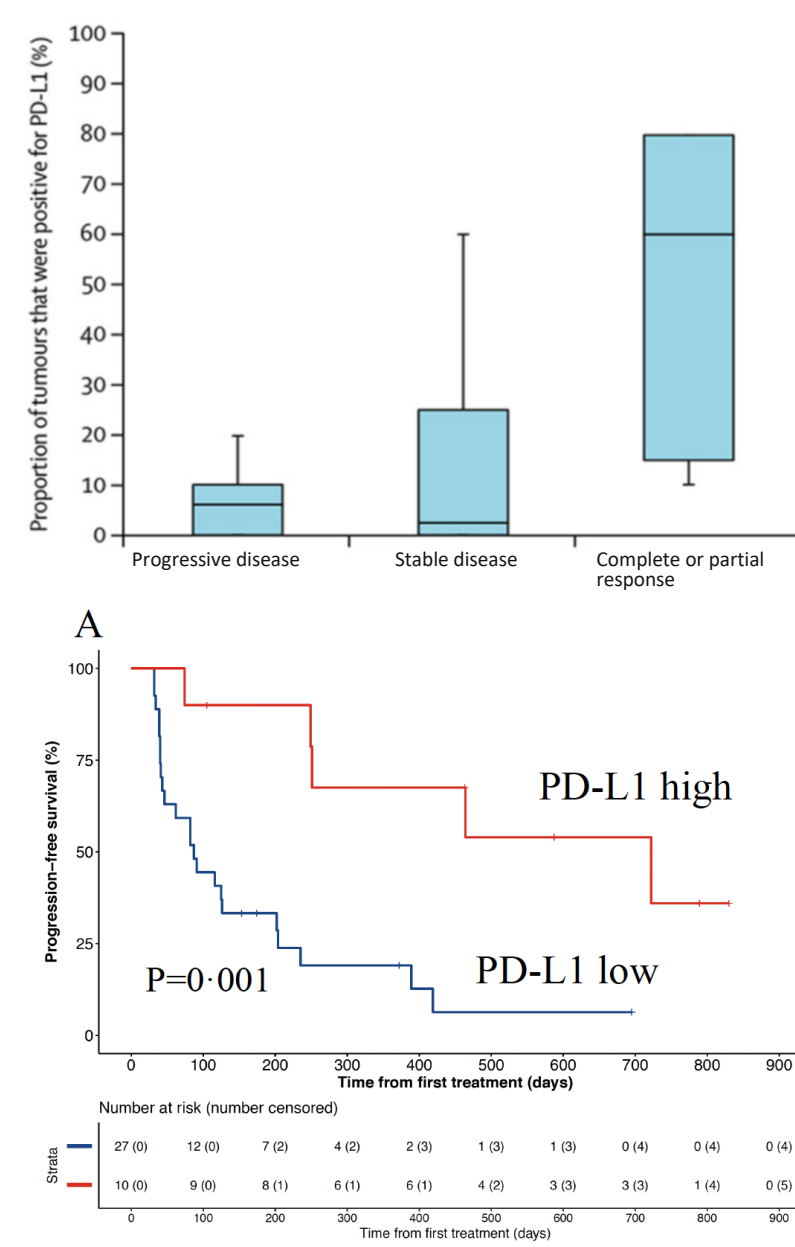 Proportion of tumours that were positive for PD-L1 (%)
100
90
80
70
60
50
40
30
20
10
0
Progressive disease
Stable disease
Complete or partial
response
A
Progression–free survival (%)
100
75
50
25
0
PD-L1 high
PD-L1 low
P=0·001
0 100 200 300 400 500 600 700 800 900
Time from first treatment (days)
Number at risk (number censored)
Strata
27 (0) 12 (0) 7 (2) 4 (2) 2 (3) 1 (3) 1 (3) 0 (4) 0 (4) 0 (4)
10 (0) 9 (0) 8 (1) 6 (1) 6 (1) 4 (2) 3 (3) 3 (3) 1 (4) 0 (5)
0 100 200 300 400 500 600 700 800 900
Time from first treatment (days)